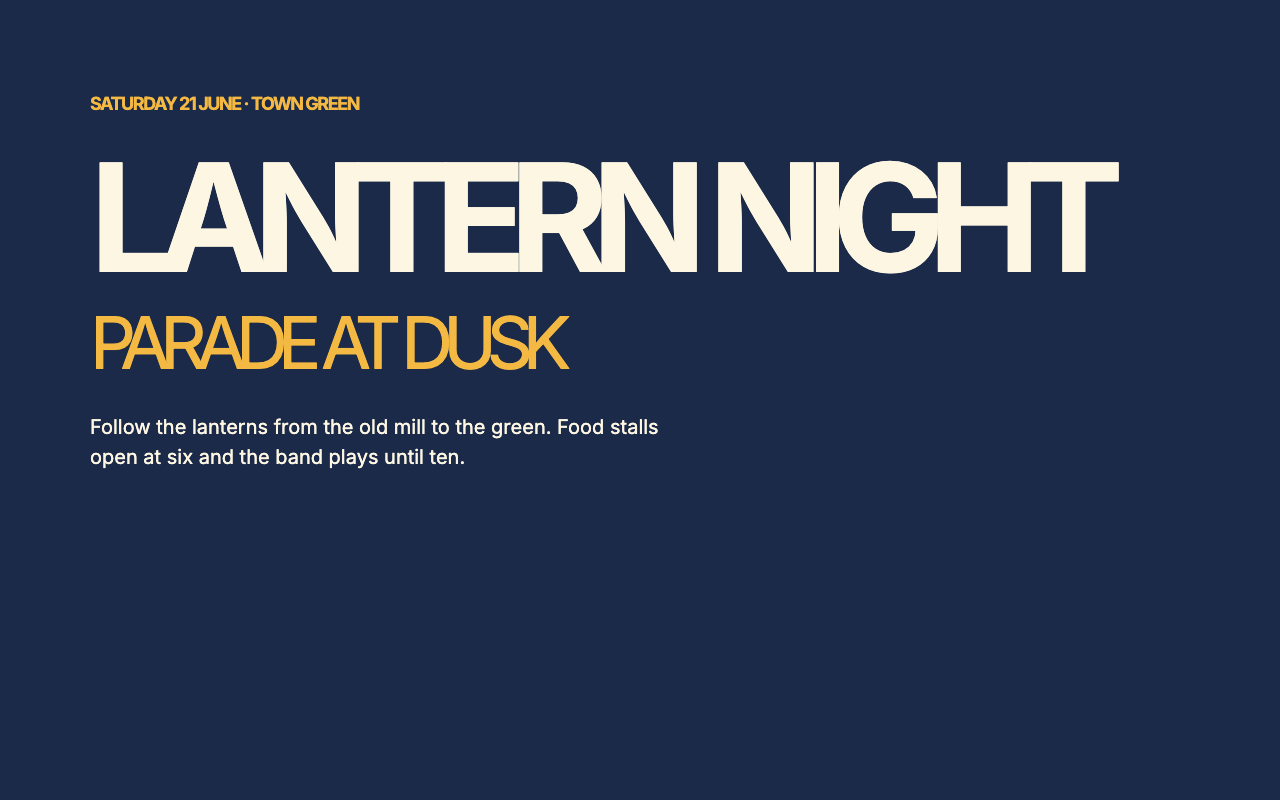 SATURDAY 21 JUNE · TOWN GREEN
LANTERN NIGHT
PARADE AT DUSK
Follow the lanterns from the old mill to the green. Food stalls
open at six and the band plays until ten.